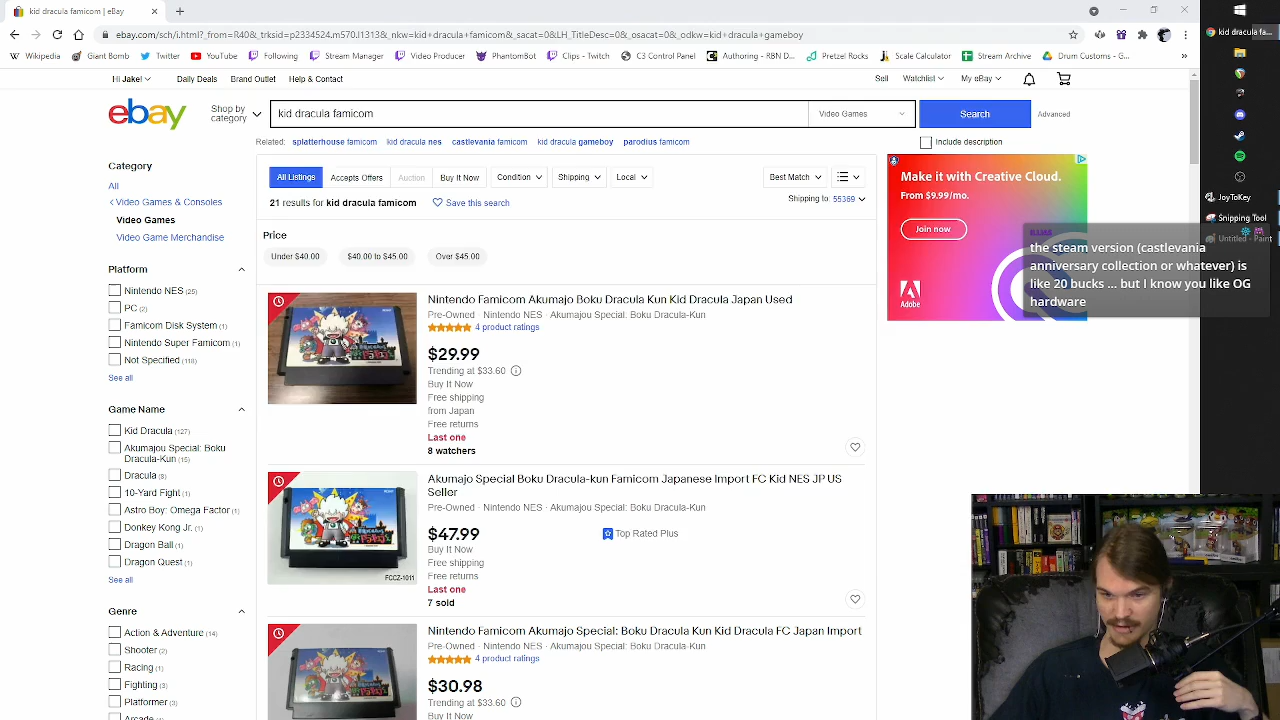 kid dracula famicom | eBay
kid dracula fa...
ebay.com/sch/i.html?_from=R40&_trksid=p2334524.m570.l1313&_nkw=kid+dracula+famicom&_sacat=0&LH_TitleDesc=0&_osacat=0&_odkw=kid+dracula+gameboy
Wikipedia
Giant Bomb
Twitter
YouTube
Following
Stream Manager
Video Producer
PhantomBot
Clips - Twitch
C3 Control Panel
Authoring - RBN D...
Pretzel Rocks
Scale Calculator
Stream Archive
Drum Customs - G...
»
Hi Jake!
Daily Deals
Brand Outlet
Help & Contact
Sell
Watchlist
My eBay
ebay
Shop by
category
kid dracula famicom
Video Games
Search
Advanced
Related:
splatterhouse famicom
kid dracula nes
castlevania famicom
kid dracula gameboy
parodius famicom
Include description
Category
All
Video Games & Consoles
Video Games
Video Game Merchandise
Platform
Nintendo NES (25)
PC (2)
Famicom Disk System (1)
Nintendo Super Famicom (1)
Not Specified (118)
See all
Game Name
Kid Dracula (127)
Akumajou Special: Boku
Dracula-Kun (15)
Dracula (8)
10-Yard Fight (1)
Astro Boy: Omega Factor (1)
Donkey Kong Jr. (1)
Dragon Ball (1)
Dragon Quest (1)
See all
Genre
Action & Adventure (14)
Shooter (2)
Racing (1)
Fighting (3)
Platformer (3)
Arcade
All Listings
Accepts Offers
Auction
Buy It Now
Condition
Shipping
Local
Best Match
21 results for kid dracula famicom
Save this search
Shipping to: 55369
Price
Under $40.00
$40.00 to $45.00
Over $45.00
Nintendo Famicom Akumajo Boku Dracula Kun Kid Dracula Japan Used
Pre-Owned · Nintendo NES · Akumajou Special: Boku Dracula-Kun
4 product ratings
$29.99
Trending at $33.60
Buy It Now
Free shipping
from Japan
Free returns
Last one
8 watchers
Akumajo Special Boku Dracula-kun Famicom Japanese Import FC Kid NES JP US
Seller
Pre-Owned · Nintendo NES · Akumajou Special: Boku Dracula-Kun
$47.99
Buy It Now
Free shipping
Free returns
Last one
7 sold
Top Rated Plus
FCCZ-1011
Nintendo Famicom Akumajo Special: Boku Dracula Kun Kid Dracula FC Japan Import
Pre-Owned · Nintendo NES · Akumajou Special: Boku Dracula-Kun
4 product ratings
$30.98
Trending at $33.60
Buy It Now
Make it with Creative Cloud.
From $9.99/mo.
Join now
Adobe
the steam version (castlevania
anniversary collection or whatever) is
like 20 bucks ... but I know you like OG
hardware
JoyToKey
Snipping Tool
Untitled - Paint